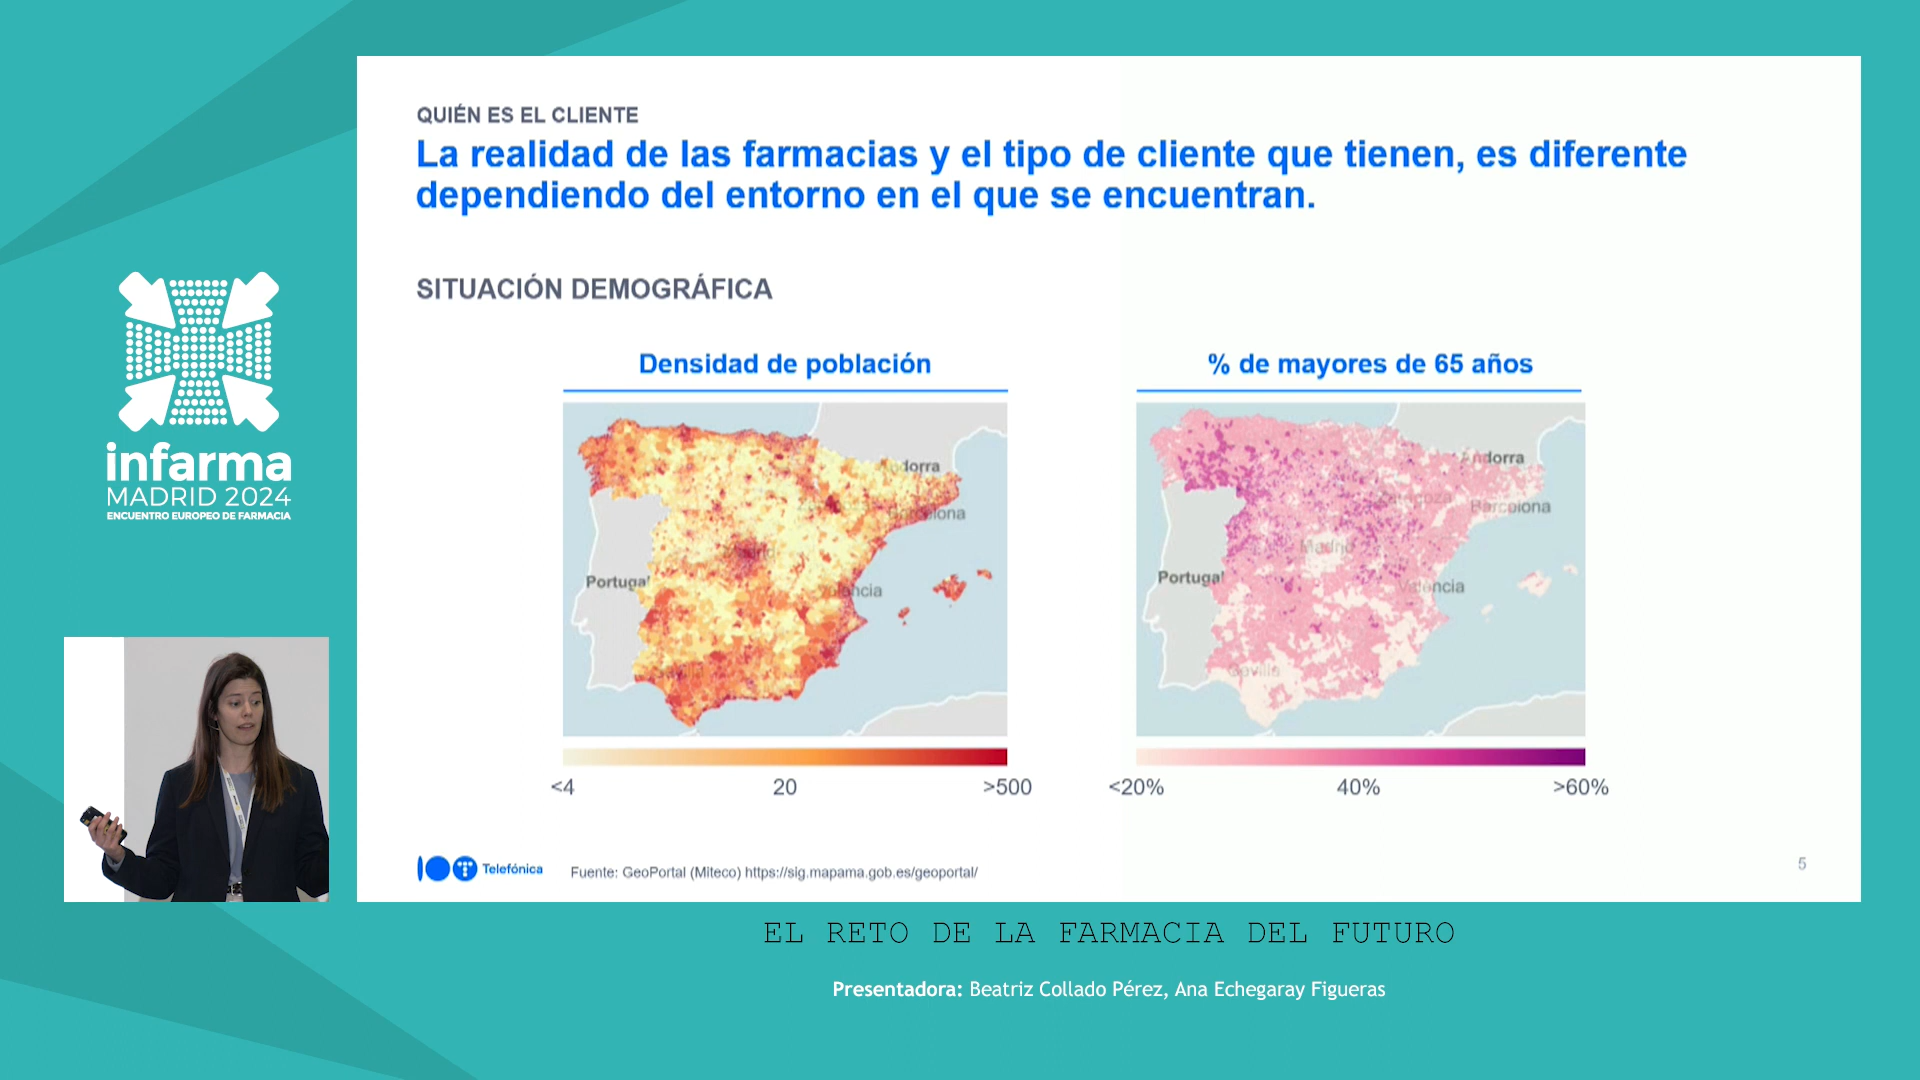 QUIÉN ES EL CLIENTE
La realidad de las farmacias y el tipo de cliente que tienen, es diferente
dependiendo del entorno en el que se encuentran.
SITUACIÓN DEMOGRÁFICA
Densidad de población
% de mayores de 65 años
Portugal
Madrid
Valencia
Barcelona
Portugal
Madrid
Zaragoza
Valencia
Sevilla
Andorra
Barcelona
<4
20
>500
<20%
40%
>60%
Telefónica
Fuente: GeoPortal (Miteco) https://sig.mapama.gob.es/geoportal/
5
infarma
MADRID 2024
ENCUENTRO EUROPEO DE FARMACIA
EL RETO DE LA FARMACIA DEL FUTURO
Presentadora: Beatriz Collado Pérez, Ana Echegaray Figueras